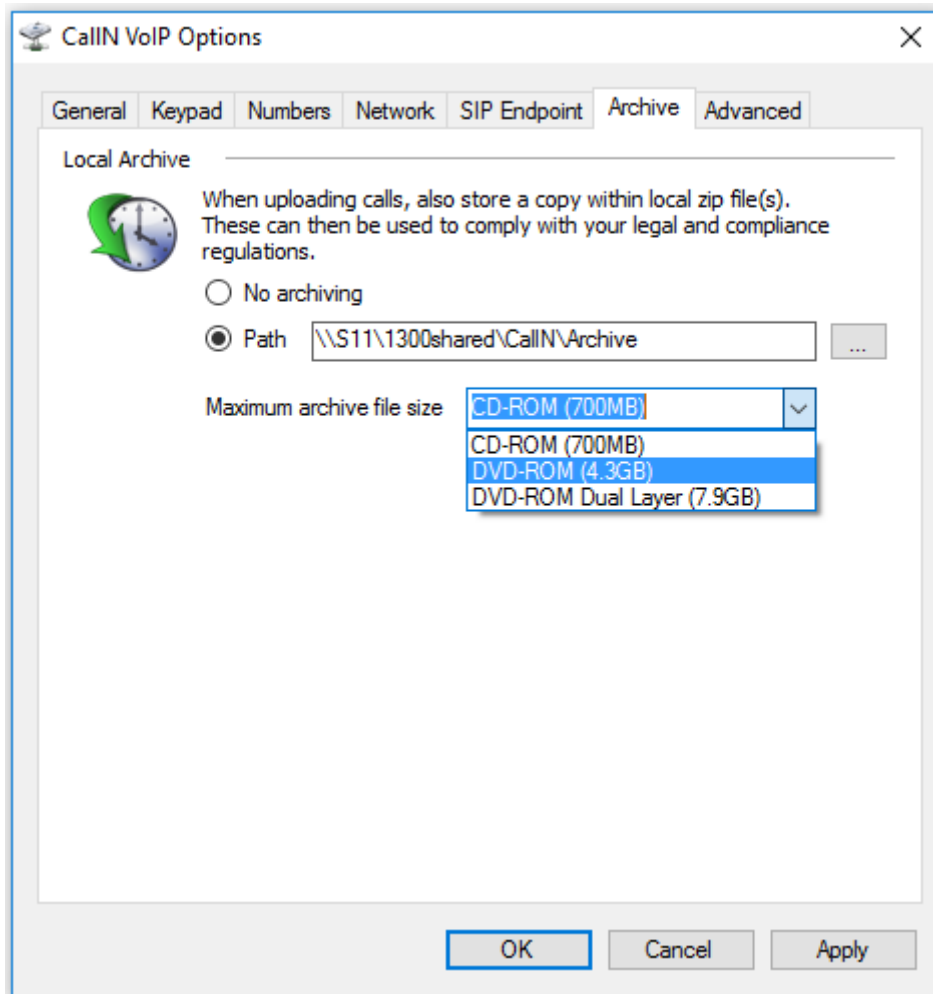 CallN VoIP Options
General Keypad Numbers Network SIP Endpoint Archive Advanced
Local Archive
When uploading calls, also store a copy within local zip file(s).
These can then be used to comply with your legal and compliance
regulations.
No archiving
Path \\S11\1300shared\CallN\Archive ...
Maximum archive file size CD-ROM (700MB)
CD-ROM (700MB)
DVD-ROM (4.3GB)
DVD-ROM Dual Layer (7.9GB)
OK Cancel Apply